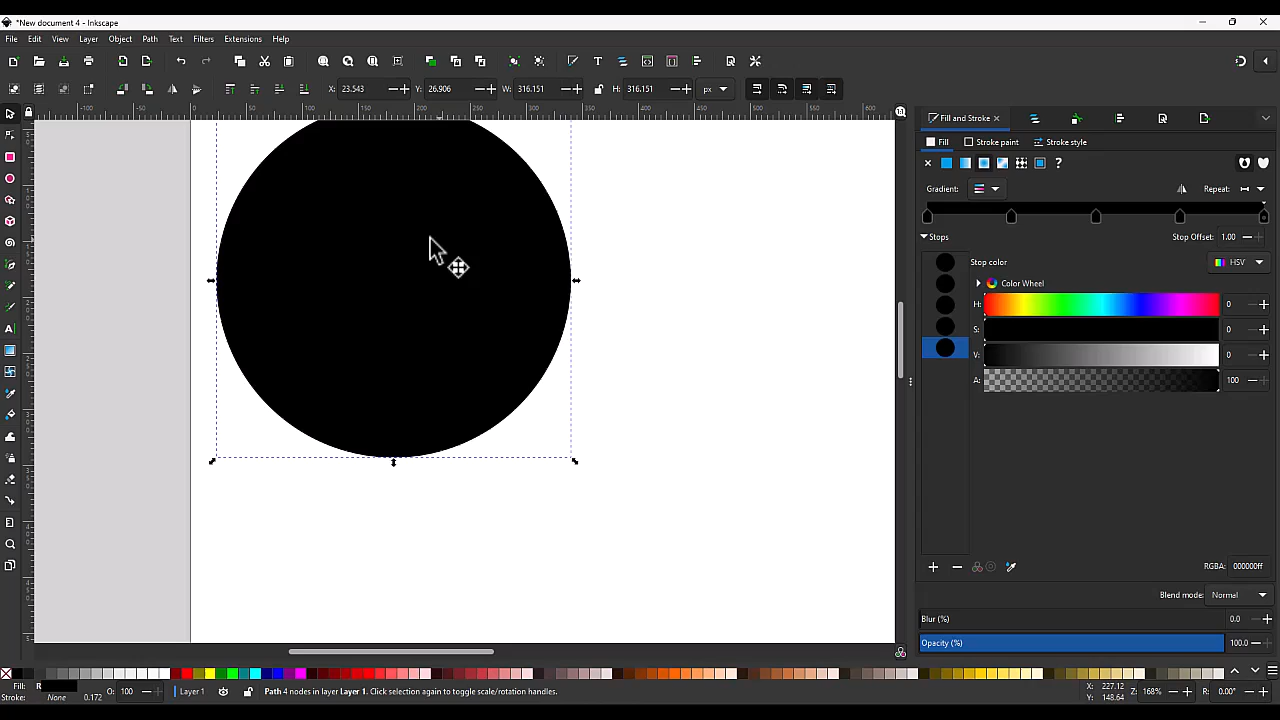 *New document 4 - Inkscape
File Edit View Layer Object Path Text Filters Extensions Help
X: 23.543 Y: 26.906 W: 316.151 H: 316.151 px
Fill and Stroke
Fill Stroke paint Stroke style
Gradient: Repeat:
Stops Stop Offset: 1.00
Stop color HSV
Color Wheel
H: 0
S: 0
V: 0
A: 100
RGBA: 000000ff
Blend mode: Normal
Blur (%) 0.0
Opacity (%) 100.0
Fill: R O: 100 Layer 1 Path 4 nodes in layer Layer 1. Click selection again to toggle scale/rotation handles. X: 227.12 Z: 168% R: 0.00°
Stroke: None 0.172 Y: 148.64